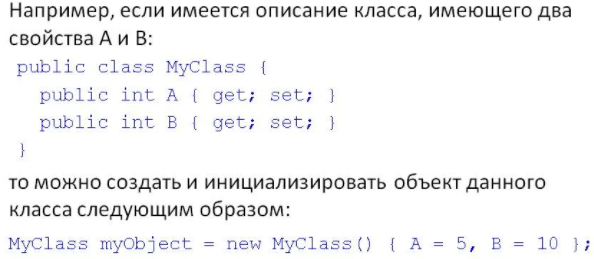 Например, если имеется описание класса, имеющего два
свойства A и B:
public class MyClass {
public int A { get; set; }
public int B { get; set; }
}
то можно создать и инициализировать объект данного
класса следующим образом:
MyClass myObject = new MyClass() { A = 5, B = 10 };